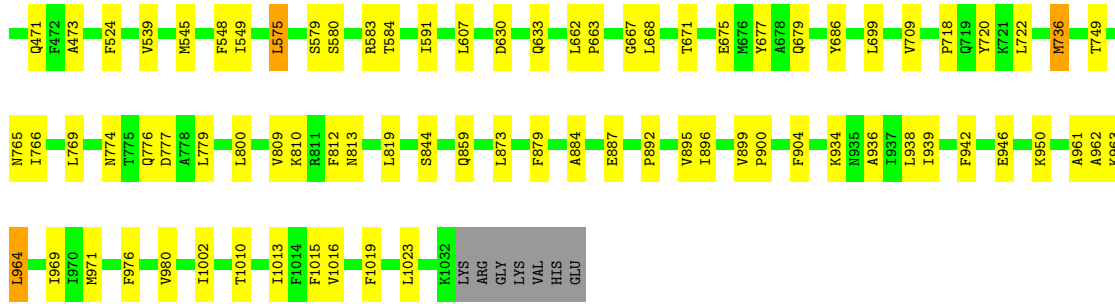 Q471 F472 A473 F524 V539 M545 F548 I549 L575 S579 S580 R583 T584 I591 L607 D630 Q633 L662 P663 G667 L668 T671 E675 M676 Y677 A678 Q679 Y686 L699 V709 P718 Q719 Y720 K721 L722 M736 T749
N765 I766 L769 N774 T775 Q776 D777 A778 L779 L800 V809 K810 R811 F812 N813 L819 S844 Q859 L873 F879 A884 E887 P892 V895 I896 V899 P900 F904 K934 N935 A936 I937 L938 I939 F942 E946 K950 A961 A962 K963
L964 I969 I970 M971 F976 V980 I1002 T1010 I1013 F1014 F1015 V1016 F1019 L1023 K1032 LYS ARG GLY LYS VAL HIS GLU